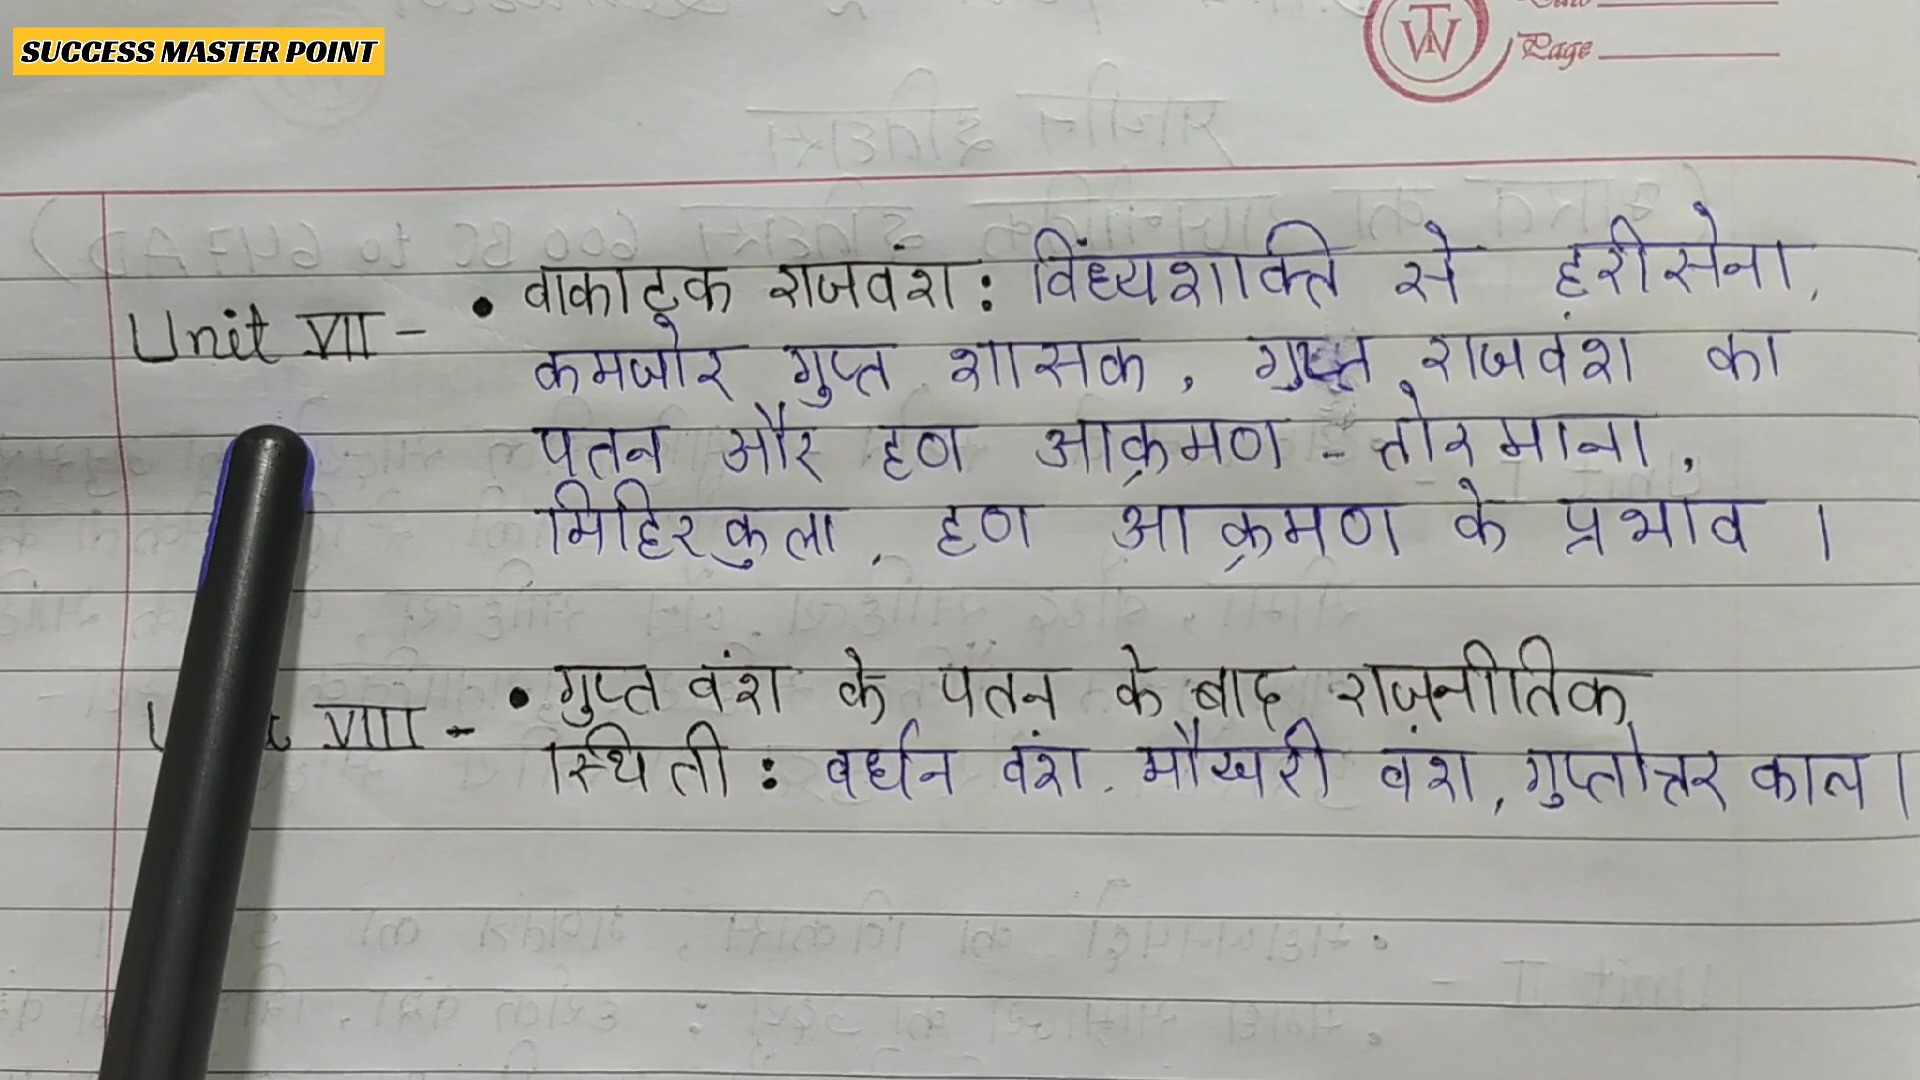 SUCCESS MASTER POINT
Page
Unit VII - • वाकाटक राजवंश : विंध्यशक्ति से हरीसेना,
कमजोर गुप्त शासक, गुप्त राजवंश का
पतन और हूण आक्रमण - तोरमाना,
मिहिरकुला, हूण आक्रमण के प्रभाव ।
VIII - • गुप्त वंश के पतन के बाद राजनीतिक
स्थिती : वर्धन वंश, मौखरी वंश, गुप्तोत्तर काल ।